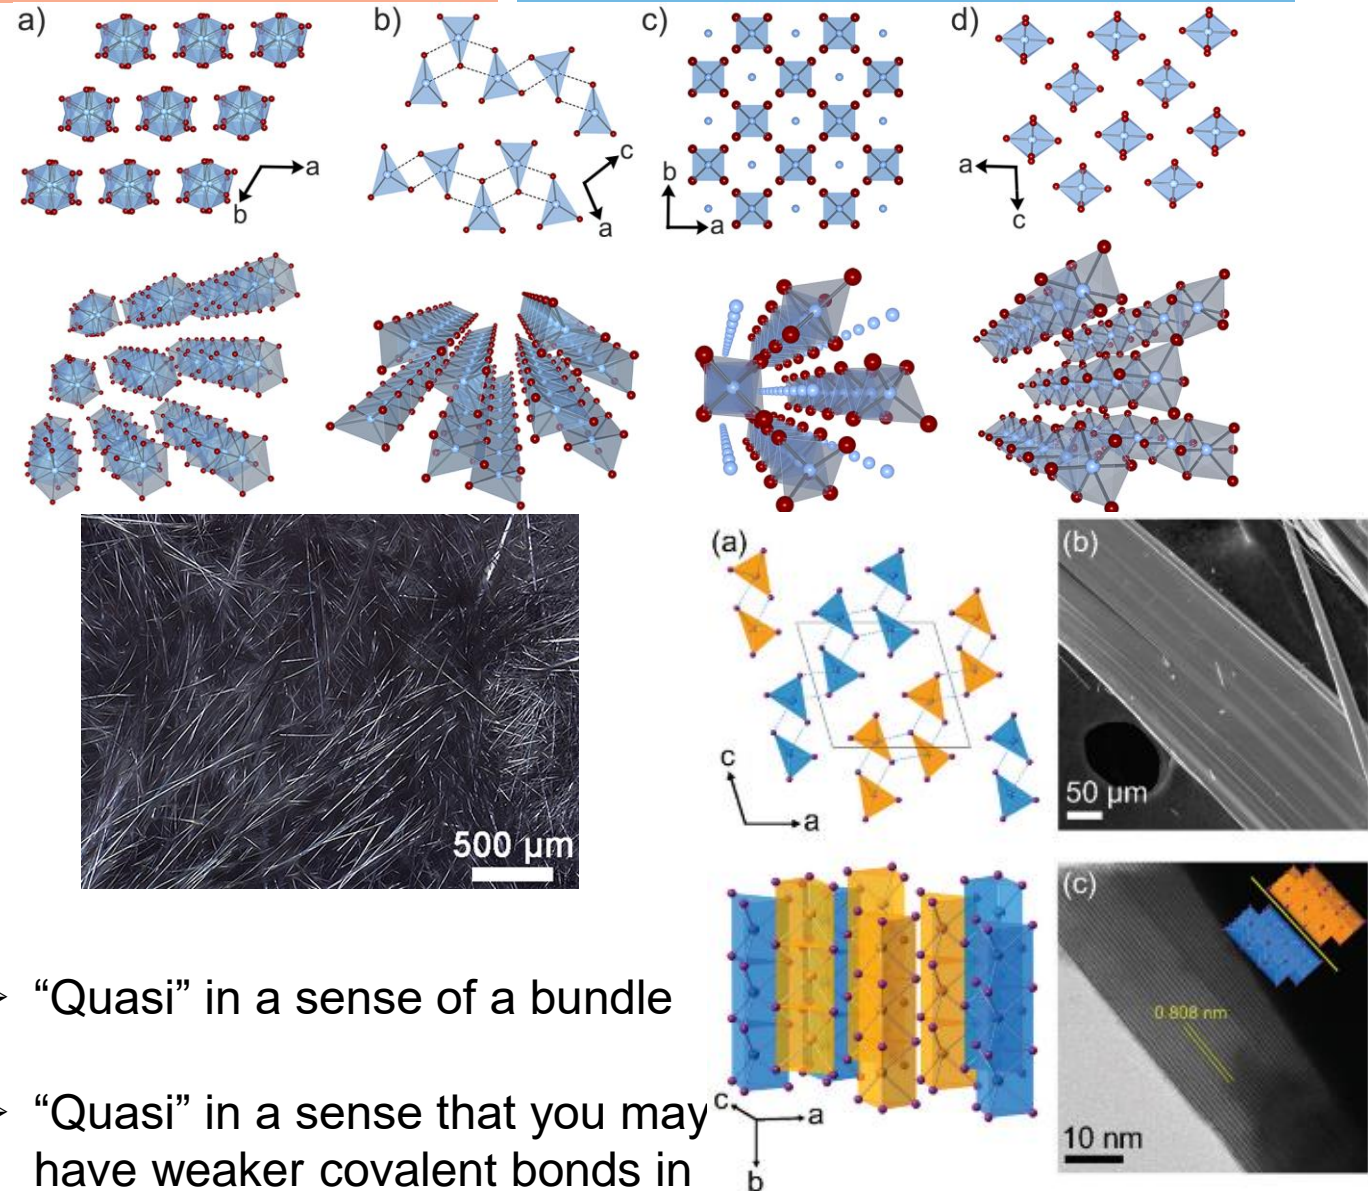 a)
b)
c)
d)
a
b
c
a
b
a
a
c
500 μm
(a)
c
a
(b)
50 μm
c
a
b
(c)
0.808 nm
10 nm
“Quasi” in a sense of a bundle
“Quasi” in a sense that you may
have weaker covalent bonds in